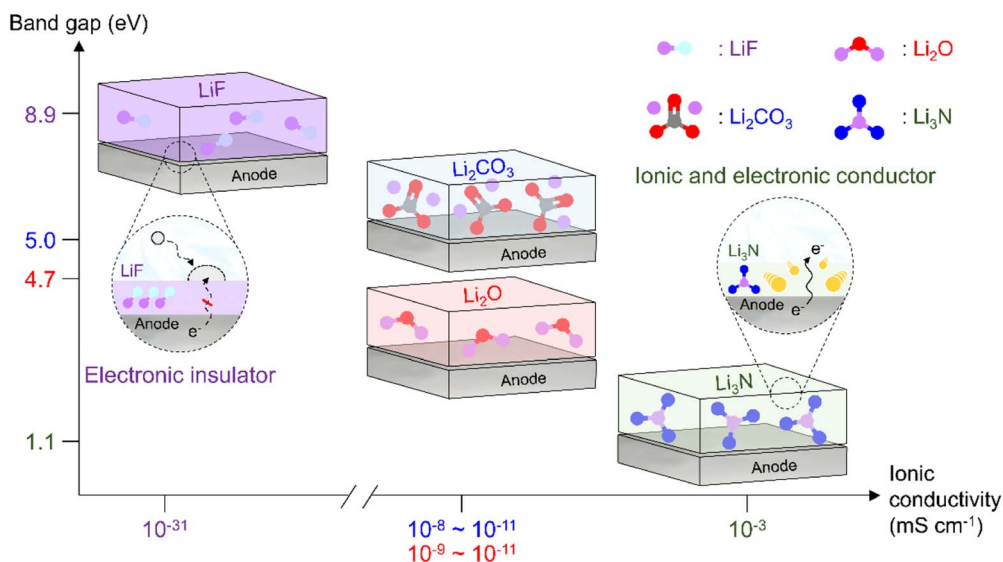 Band gap (eV)
: LiF
: Li₂O
: Li₂CO₃
: Li₃N
LiF
8.9
Anode
Li₂CO₃
Ionic and electronic conductor
5.0
Anode
4.7
LiF
Anode
e⁻
Li₃N
e⁻
Anode
e⁻
Li₂O
Electronic insulator
Anode
Li₃N
1.1
Anode
Ionic
conductivity
(mS cm⁻¹)
10⁻³¹
10⁻⁸ ~ 10⁻¹¹
10⁻⁹ ~ 10⁻¹¹
10⁻³